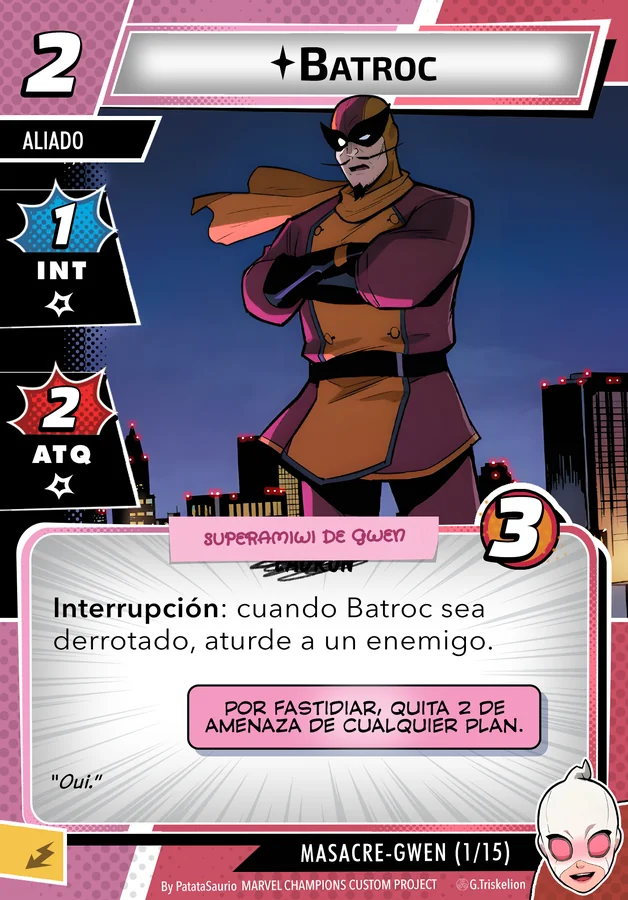 2
BATROC
ALIADO
1
INT
2
ATQ
3
SUPERAMIWI DE GWEN
LADRÓN
Interrupción: cuando Batroc sea
derrotado, aturde a un enemigo.
POR FASTIDIAR, QUITA 2 DE
AMENAZA DE CUALQUIER PLAN.
"Oui."
MASACRE-GWEN (1/15)
By PatataSaurio MARVEL CHAMPIONS CUSTOM PROJECT G.Triskelion